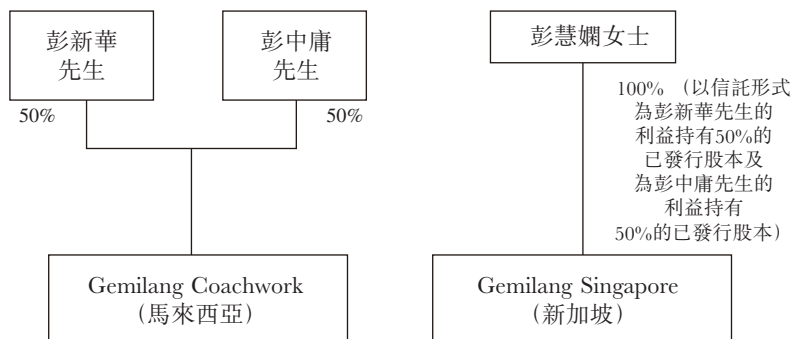 彭新華
先生
彭中庸
先生
彭慧嫻女士
50%
50%
100% （以信託形式
為彭新華先生的
利益持有50%的
已發行股本及
為彭中庸先生的
利益持有
50%的已發行股本）
Gemilang Coachwork
（馬來西亞）
Gemilang Singapore
（新加坡）